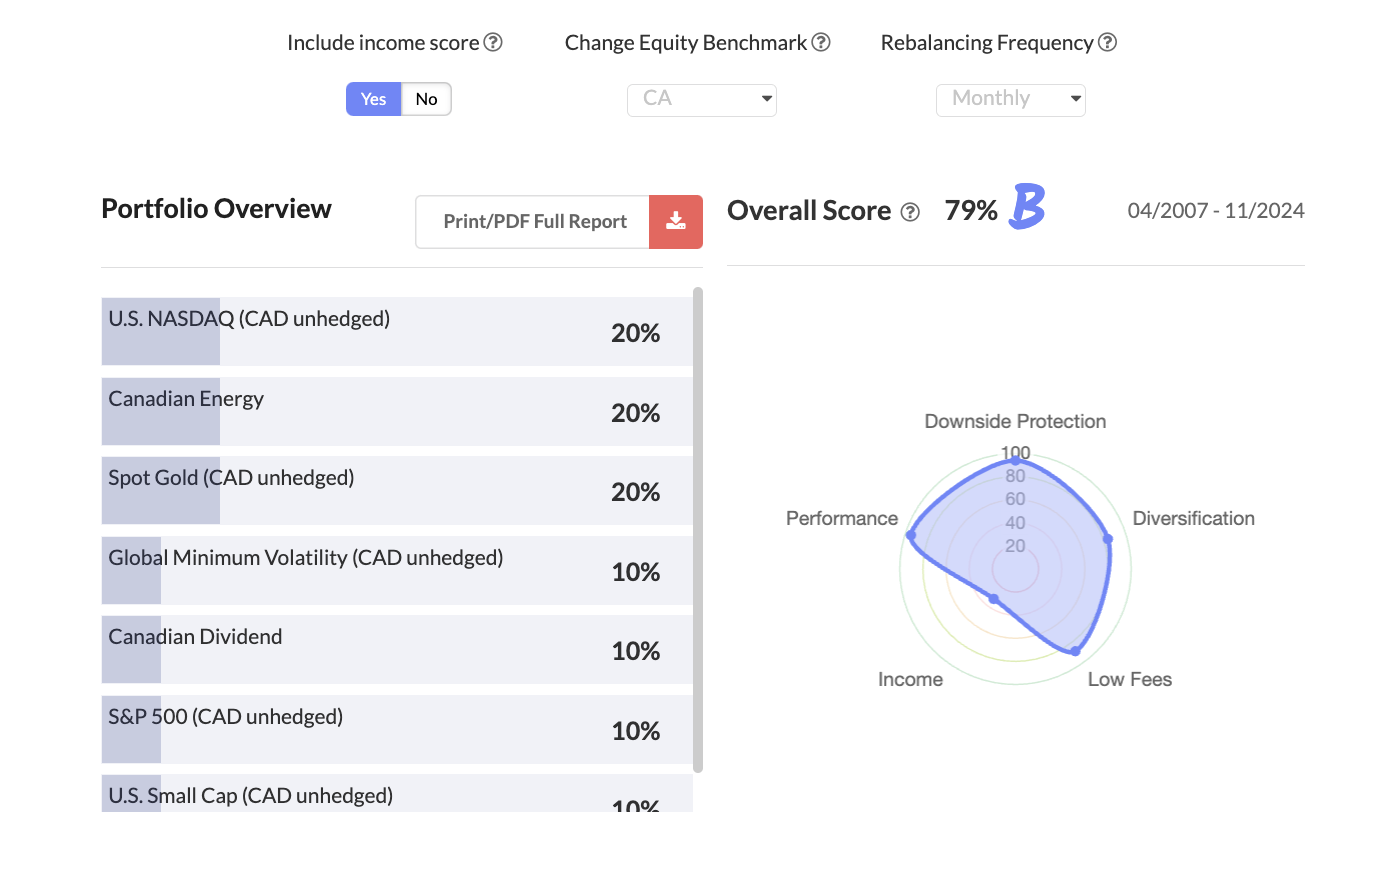 Include income score
Change Equity Benchmark
Rebalancing Frequency
Yes No
CA
Monthly
Portfolio Overview
Print/PDF Full Report
Overall Score 79% B
04/2007 - 11/2024
U.S. NASDAQ (CAD unhedged) 20%
Canadian Energy 20%
Spot Gold (CAD unhedged) 20%
Global Minimum Volatility (CAD unhedged) 10%
Canadian Dividend 10%
S&P 500 (CAD unhedged) 10%
U.S. Small Cap (CAD unhedged) 10%
Downside Protection
100
80
60
40
20
Performance
Diversification
Income
Low Fees